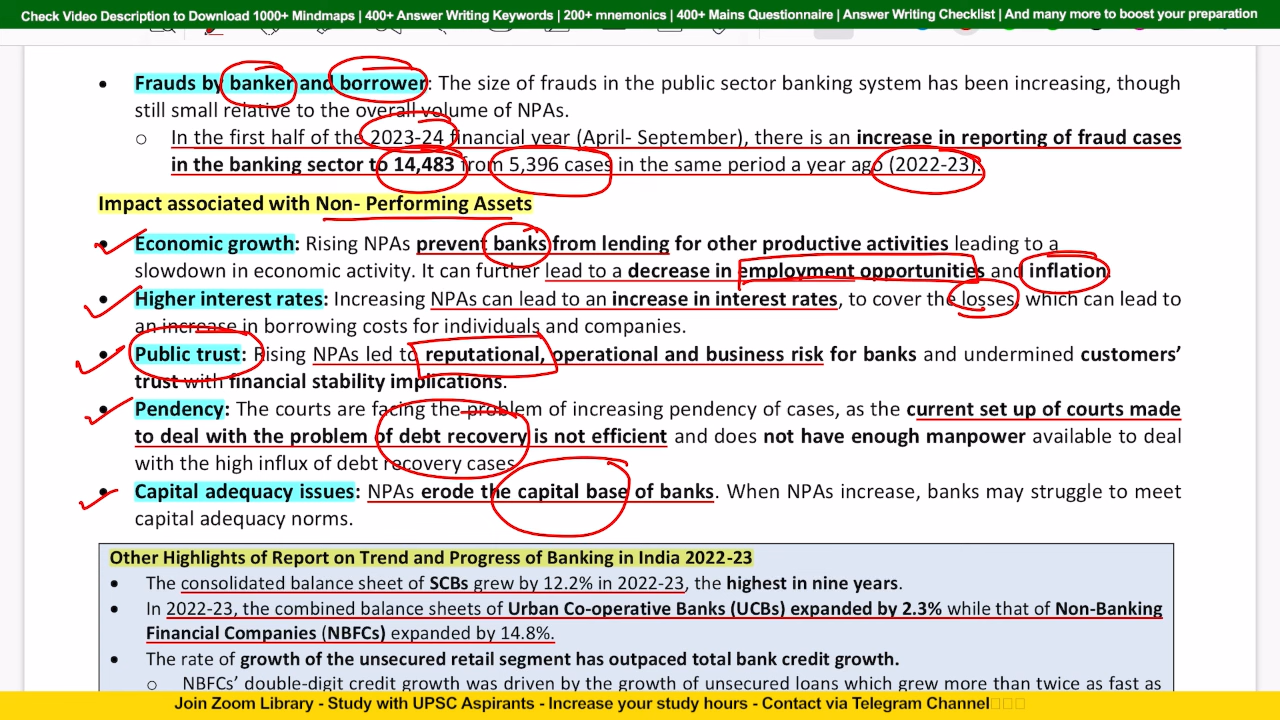 Check Video Description to Download 1000+ Mindmaps | 400+ Answer Writing Keywords | 200+ mnemonics | 400+ Mains Questionnaire | Answer Writing Checklist | And many more to boost your preparation
• Frauds by banker and borrower: The size of frauds in the public sector banking system has been increasing, though
still small relative to the overall volume of NPAs.
o In the first half of the 2023-24 financial year (April- September), there is an increase in reporting of fraud cases
in the banking sector to 14,483 from 5,396 cases in the same period a year ago (2022-23).
Impact associated with Non- Performing Assets
• Economic growth: Rising NPAs prevent banks from lending for other productive activities leading to a
slowdown in economic activity. It can further lead to a decrease in employment opportunities and inflation.
• Higher interest rates: Increasing NPAs can lead to an increase in interest rates, to cover the losses, which can lead to
an increase in borrowing costs for individuals and companies.
• Public trust: Rising NPAs led to reputational, operational and business risk for banks and undermined customers’
trust with financial stability implications.
• Pendency: The courts are facing the problem of increasing pendency of cases, as the current set up of courts made
to deal with the problem of debt recovery is not efficient and does not have enough manpower available to deal
with the high influx of debt recovery cases.
• Capital adequacy issues: NPAs erode the capital base of banks. When NPAs increase, banks may struggle to meet
capital adequacy norms.
Other Highlights of Report on Trend and Progress of Banking in India 2022-23
• The consolidated balance sheet of SCBs grew by 12.2% in 2022-23, the highest in nine years.
• In 2022-23, the combined balance sheets of Urban Co-operative Banks (UCBs) expanded by 2.3% while that of Non-Banking
Financial Companies (NBFCs) expanded by 14.8%.
• The rate of growth of the unsecured retail segment has outpaced total bank credit growth.
o NBFCs’ double-digit credit growth was driven by the growth of unsecured loans which grew more than twice as fast as
Join Zoom Library - Study with UPSC Aspirants - Increase your study hours - Contact via Telegram Channel